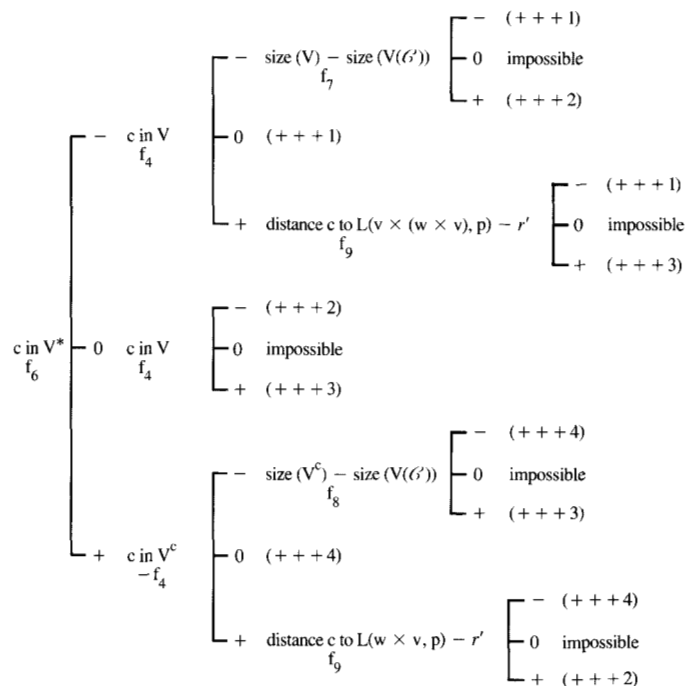 − (+ + + 1)
− size (V) − size (V(𝒪′)) 0 impossible
f₇
+ (+ + + 2)
− c in V 0 (+ + + 1)
f₄
− (+ + + 1)
+ distance c to L(v × (w × v), p) − r′ 0 impossible
f₉
+ (+ + + 3)
− (+ + + 2)
c in V* 0 c in V 0 impossible
f₆ f₄
+ (+ + + 3)
− (+ + + 4)
− size (Vᶜ) − size (V(𝒪′)) 0 impossible
f₈
+ (+ + + 3)
+ c in Vᶜ 0 (+ + + 4)
−f₄
− (+ + + 4)
+ distance c to L(w × v, p) − r′ 0 impossible
f₉
+ (+ + + 2)